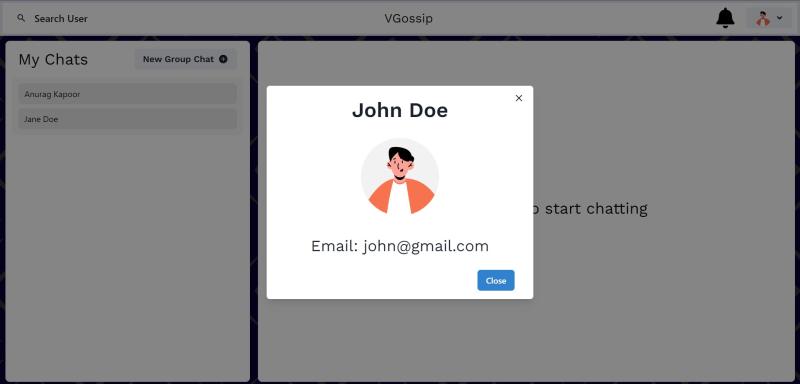 Search User
VGossip
My Chats
New Group Chat
Anurag Kapoor
Jane Doe
John Doe
Email: john@gmail.com
Close
start chatting